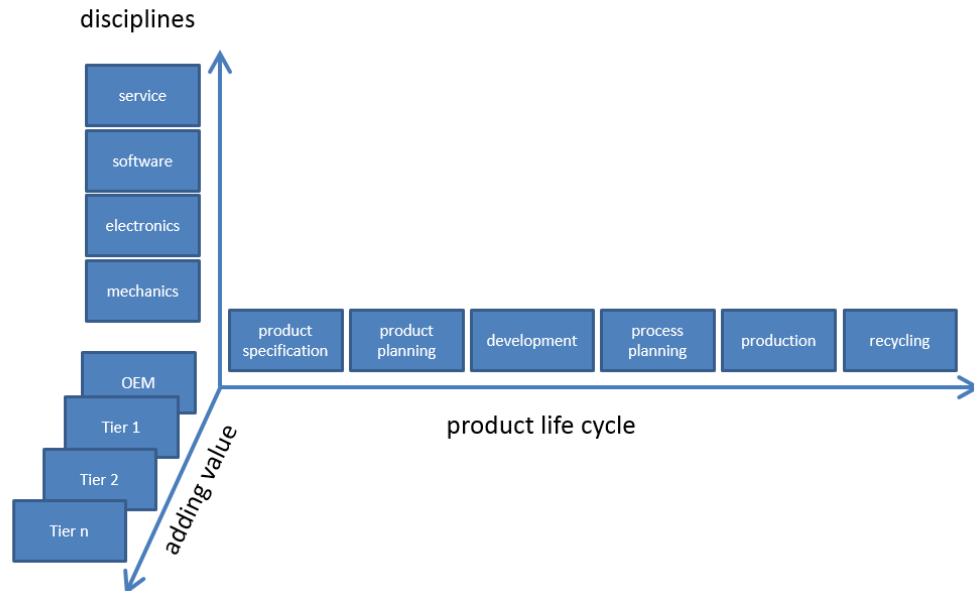 disciplines
service
software
electronics
mechanics
product
specification
product
planning
development
process
planning
production
recycling
product life cycle
OEM
Tier 1
Tier 2
Tier n
adding value